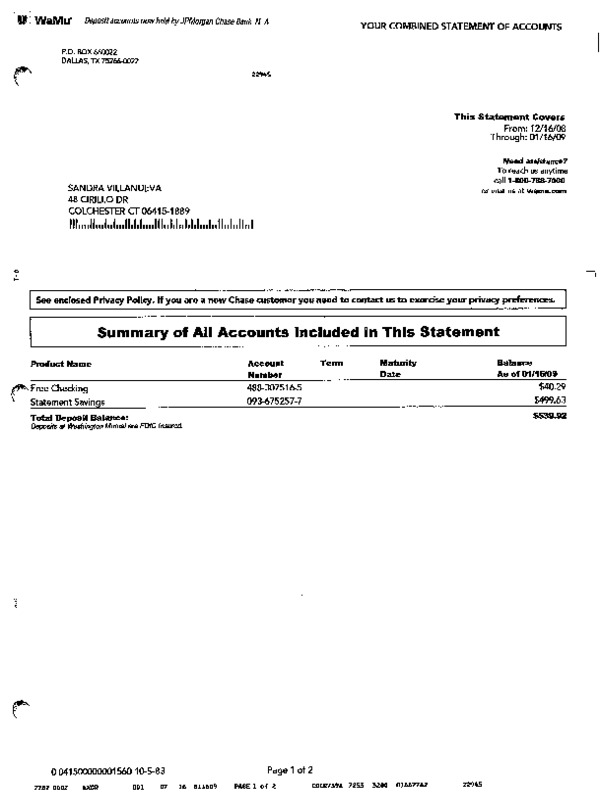 WaMu Deposit accounts now held by JPMorgan Chase Bank N A
YOUR COMBINED STATEMENT OF ACCOUNTS
P.O. BOX 660022
DALLAS, TX 75266-0022
22945
This Statement Covers
From: 12/16/08
Through: 01/16/09
Need assistance?
To reach us anytime
call 1-800-788-7000
or visit us at wamu.com
SANDRA VILLANUEVA
48 CIRILLO DR
COLCHESTER CT 06415-1889
See enclosed Privacy Policy. If you are a new Chase customer you need to contact us to exercise your privacy preferences.
Summary of All Accounts Included in This Statement
Product Name Account Number Term Maturity Date Balance As of 01/16/09
Free Checking 488-307516-5 $40.29
Statement Savings 093-675257-7 $499.63
Total Deposit Balance: $539.92
Deposits at Washington Mutual are FDIC insured.
0 041500000001560 10-5-83 Page 1 of 2
001 07 16 PAGE 1 of 2 7255 3200 22945